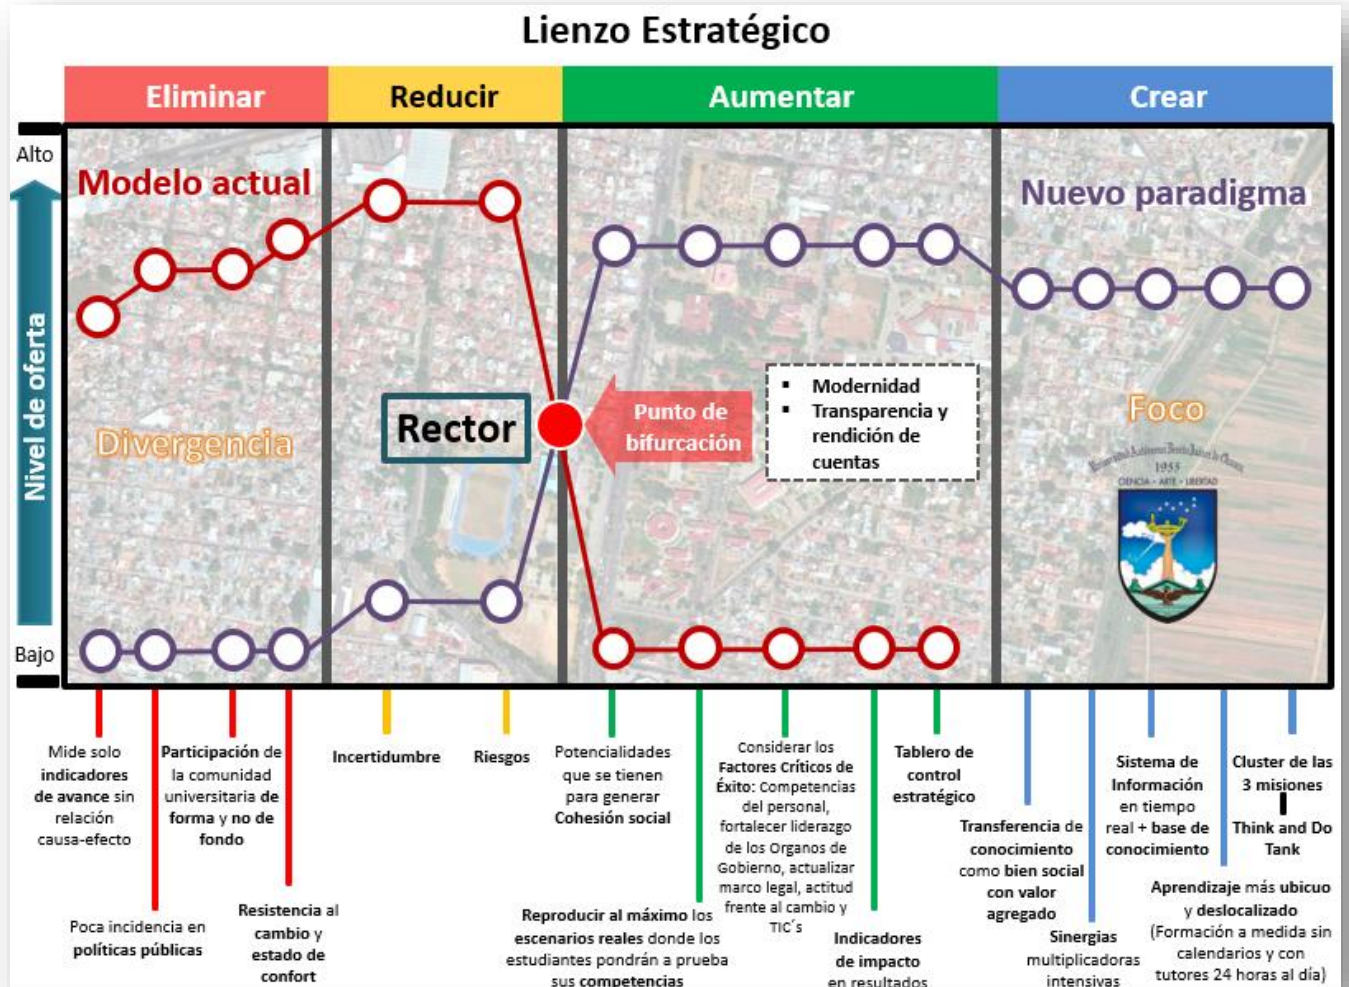 Lienzo Estratégico
Eliminar
Reducir
Aumentar
Crear
Alto
Nivel de oferta
Bajo
Modelo actual
Nuevo paradigma
Divergencia
Rector
Punto de
bifurcación
▪ Modernidad
▪ Transparencia y
rendición de
cuentas
Foco
1955
CIENCIA - ARTE - LIBERTAD
Mide solo
indicadores
de avance sin
relación
causa-efecto
Poca incidencia en
políticas públicas
Participación de
la comunidad
universitaria de
forma y no de
fondo
Resistencia al
cambio y
estado de
confort
Incertidumbre
Riesgos
Potencialidades
que se tienen
para generar
Cohesión social
Reproducir al máximo los
escenarios reales donde los
estudiantes pondrán a prueba
sus competencias
Considerar los
Factores Críticos de
Éxito: Competencias
del personal,
fortalecer liderazgo
de los Organos de
Gobierno, actualizar
marco legal, actitud
frente al cambio y
TIC´s
Indicadores
de impacto
en resultados
Tablero de
control
estratégico
Transferencia de
conocimiento
como bien social
con valor
agregado
Sinergias
multiplicadoras
intensivas
Sistema de
Información
en tiempo
real + base de
conocimiento
Aprendizaje más ubicuo
y deslocalizado
(Formación a medida sin
calendarios y con
tutores 24 horas al día)
Cluster de las
3 misiones
Think and Do
Tank